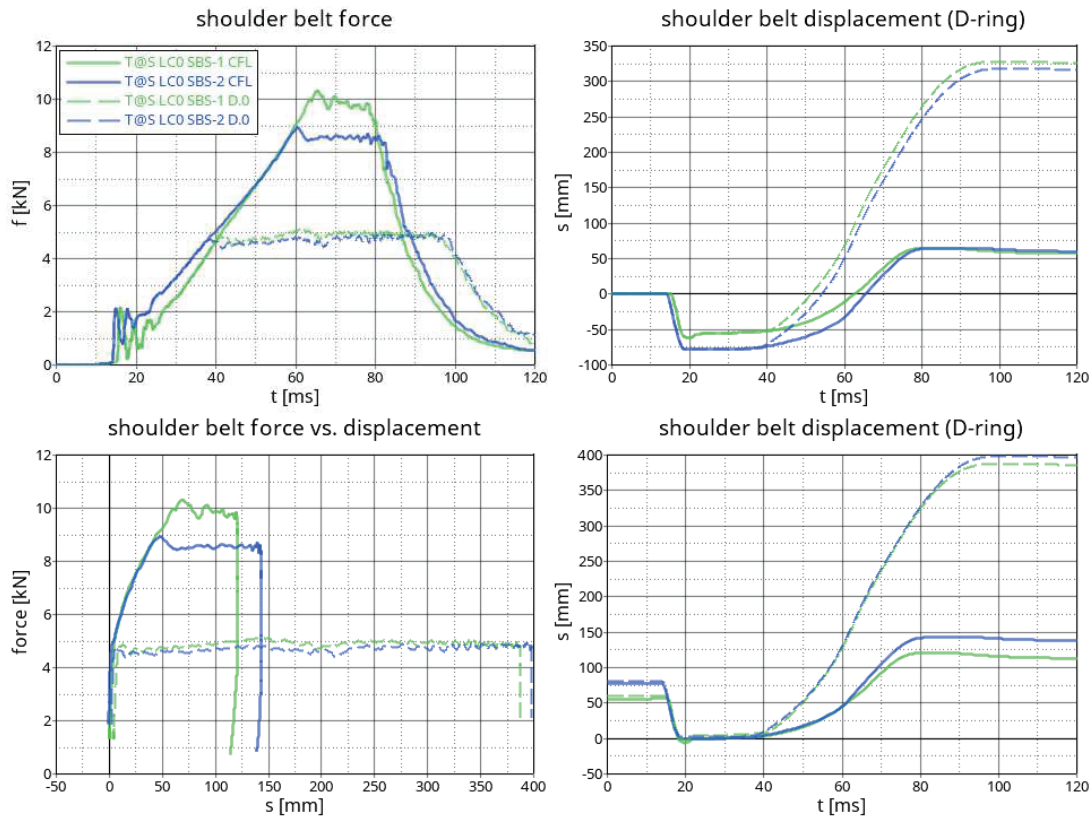 shoulder belt force
12
10
8
6
4
2
0
f [kN]
T@S LC0 SBS-1 CFL
T@S LC0 SBS-2 CFL
T@S LC0 SBS-1 D.0
T@S LC0 SBS-2 D.0
0 20 40 60 80 100 120
t [ms]
shoulder belt displacement (D-ring)
350
300
250
200
150
100
50
0
-50
-100
s [mm]
0 20 40 60 80 100 120
t [ms]
shoulder belt force vs. displacement
12
10
8
6
4
2
0
force [kN]
-50 0 50 100 150 200 250 300 350 400
s [mm]
shoulder belt displacement (D-ring)
400
350
300
250
200
150
100
50
0
-50
s [mm]
0 20 40 60 80 100 120
t [ms]